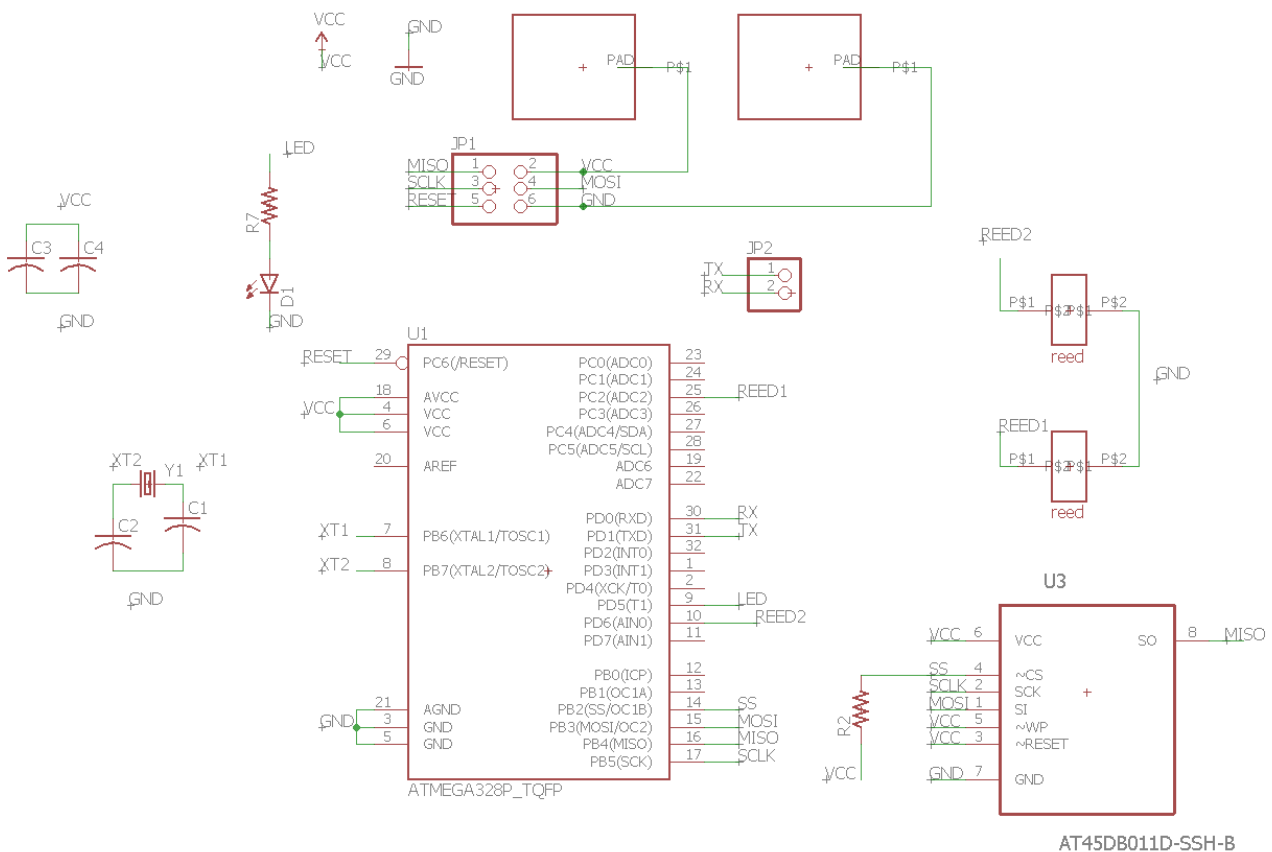 VCC
VCC
GND
GND
PAD
P$1
PAD
P$1
JP1
MISO 1 2 VCC
SCLK 3 4 MOSI
RESET 5 6 GND
LED
R7
D1
GND
VCC
C3
C4
GND
JP2
TX 1
RX 2
REED2
P$1 P$2 P$1 P$2
reed
GND
REED1
P$1 P$2 P$1 P$2
reed
XT2 Y1 XT1
C1
C2
GND
U1
RESET 29 PC6(/RESET)
18 AVCC
VCC 4 VCC
6 VCC
20 AREF
XT1 7 PB6(XTAL1/TOSC1)
XT2 8 PB7(XTAL2/TOSC2)
21 AGND
GND 3 GND
5 GND
PC0(ADC0) 23
PC1(ADC1) 24
PC2(ADC2) 25 REED1
PC3(ADC3) 26
PC4(ADC4/SDA) 27
PC5(ADC5/SCL) 28
ADC6 19
ADC7 22
PD0(RXD) 30 RX
PD1(TXD) 31 TX
PD2(INT0) 32
PD3(INT1) 1
PD4(XCK/T0) 2
PD5(T1) 9 LED
PD6(AIN0) 10 REED2
PD7(AIN1) 11
PB0(ICP) 12
PB1(OC1A) 13
PB2(SS/OC1B) 14 SS
PB3(MOSI/OC2) 15 MOSI
PB4(MISO) 16 MISO
PB5(SCK) 17 SCLK
ATMEGA328P_TQFP
U3
VCC 6 VCC
SS 4 ~CS
SCLK 2 SCK
MOSI 1 SI
VCC 5 ~WP
VCC 3 ~RESET
GND 7 GND
SO 8 MISO
R2
VCC
AT45DB011D-SSH-B